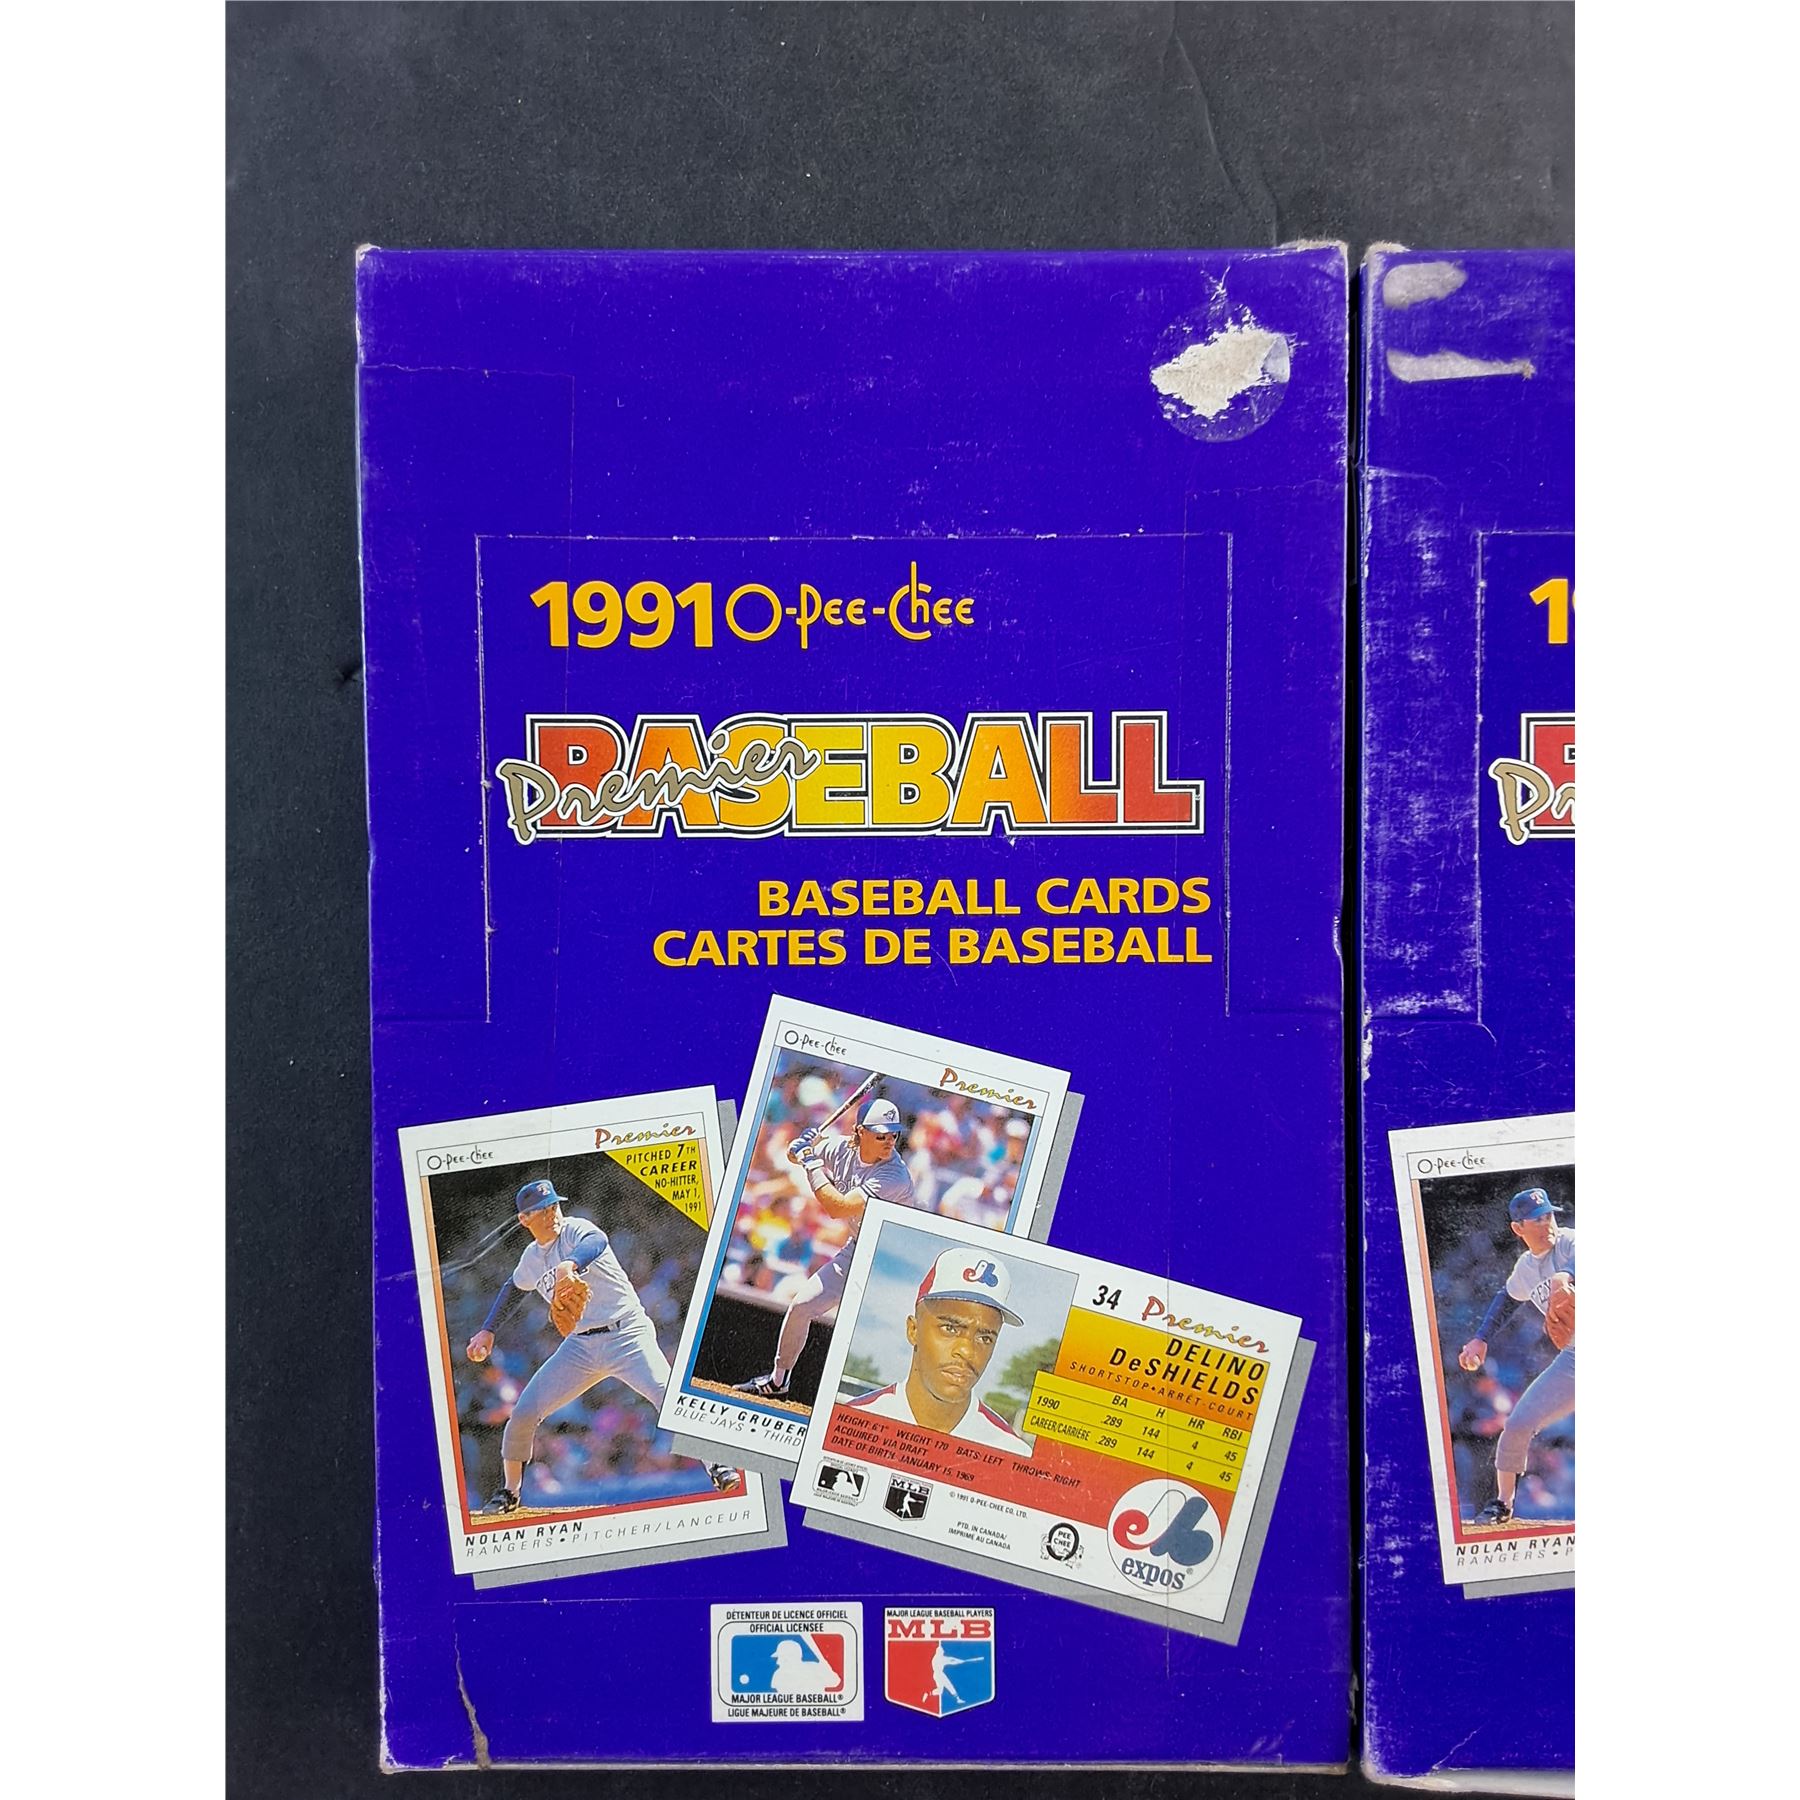 1991 O-Pee-Chee
BASEBALL
Premier
BASEBALL CARDS
CARTES DE BASEBALL
O-Pee-Chee
Premier
PITCHED 7TH
CAREER
NO-HITTER,
MAY 1,
1991
NOLAN RYAN
RANGERS • PITCHER/LANCEUR
O-Pee-Chee
Premier
KELLY GRUBER
BLUE JAYS • THIRD
34 Premier
DELINO
DeSHIELDS
SHORTSTOP • ARRÊT-COURT
BA H HR RBI
1990 .289 144 4 45
CAREER/CARRIÈRE .289 144 4 45
HEIGHT: 6'1" WEIGHT: 170 BATS: LEFT THROWS: RIGHT
ACQUIRED: VIA DRAFT
DATE OF BIRTH: JANUARY 15, 1969
MLB
© 1991 O-PEE-CHEE CO. LTD.
PTD. IN CANADA/
IMPRIMÉ AU CANADA
O
PEE
CHEE
expos
DÉTENTEUR DE LICENCE OFFICIEL
OFFICIAL LICENSEE
MAJOR LEAGUE BASEBALL®
LIGUE MAJEURE DE BASEBALL®
MAJOR LEAGUE BASEBALL PLAYERS
MLB
O-Pee-Chee
NOLAN RYAN
RANGERS • P